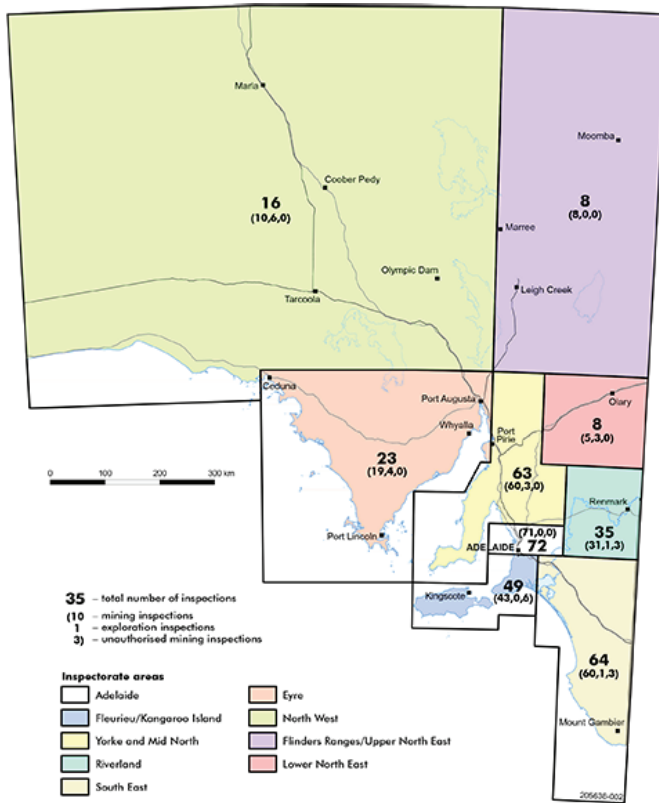 Marla
Moomba
Coober Pedy
16
(10,6,0)
8
(8,0,0)
Marree
Olympic Dam
Leigh Creek
Tarcoola
Ceduna
Port Augusta
Olary
Whyalla
Port
Pirie
8
(5,3,0)
23
(19,4,0)
63
(60,3,0)
0 100 200 300 km
Renmark
35
(31,1,3)
Port Lincoln
(71,0,0)
ADELAIDE 72
49
(43,0,6)
Kingscote
35 – total number of inspections
(10 – mining inspections
1 – exploration inspections
3) – unauthorised mining inspections
64
(60,1,3)
Mount Gambier
Inspectorate areas
Adelaide
Fleurieu/Kangaroo Island
Yorke and Mid North
Riverland
South East
Eyre
North West
Flinders Ranges/Upper North East
Lower North East
205638-002